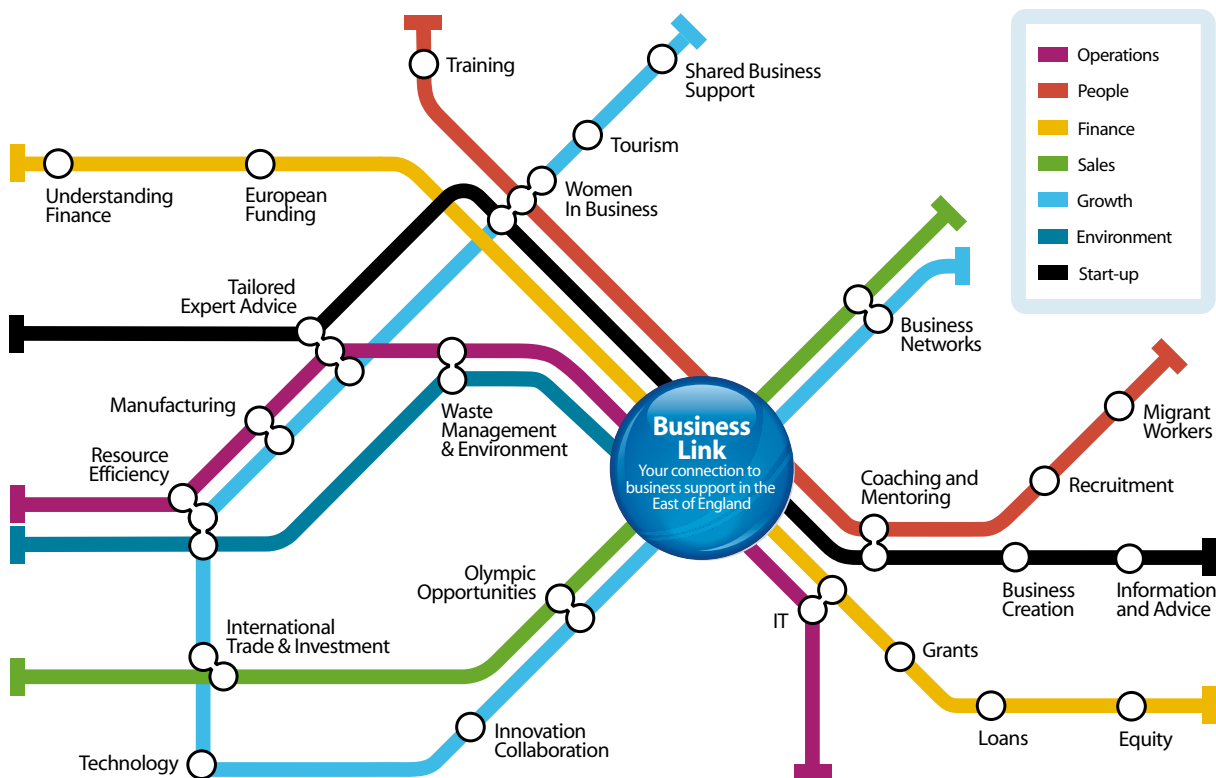 Training
Shared Business
Support
Tourism
Women
In Business
Understanding
Finance
European
Funding
Tailored
Expert Advice
Manufacturing
Resource
Efficiency
Waste
Management
& Environment
Business
Link
Your connection to
business support in the
East of England
Business
Networks
Migrant
Workers
Recruitment
Coaching and
Mentoring
Business
Creation
Information
and Advice
Olympic
Opportunities
International
Trade & Investment
Technology
Innovation
Collaboration
IT
Grants
Loans
Equity
Operations
People
Finance
Sales
Growth
Environment
Start-up